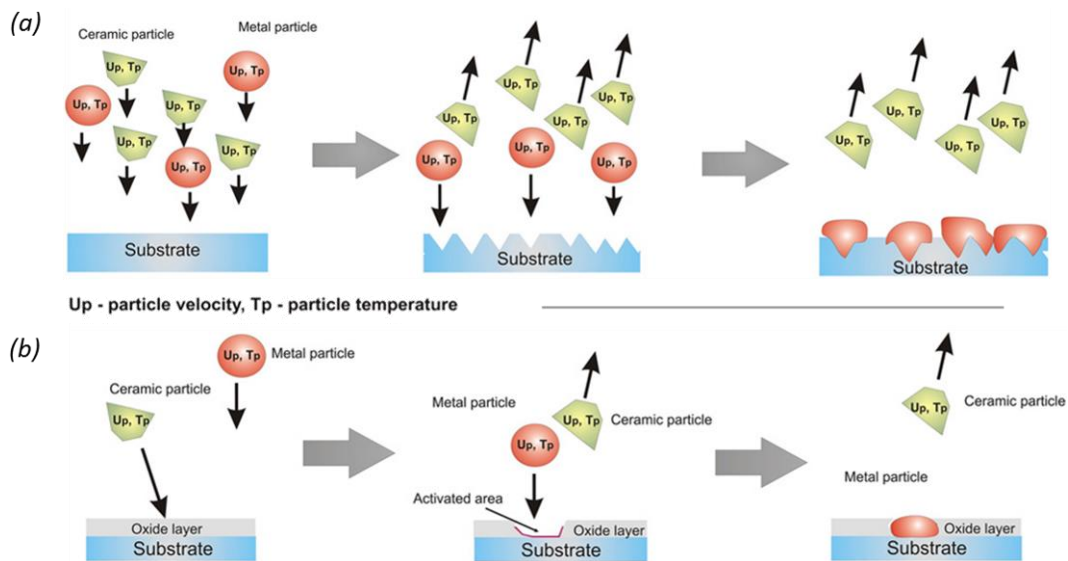 (a)
Ceramic particle
Metal particle
Up, Tp
Up, Tp
Up, Tp
Up, Tp
Up, Tp
Up, Tp
Up, Tp
Substrate
Up, Tp
Up, Tp
Up, Tp
Up, Tp
Up, Tp
Up, Tp
Up, Tp
Substrate
Up, Tp
Up, Tp
Up, Tp
Up, Tp
Substrate
Up - particle velocity, Tp - particle temperature
(b)
Up, Tp
Metal particle
Ceramic particle
Up, Tp
Oxide layer
Substrate
Metal particle
Up, Tp
Ceramic particle
Up, Tp
Activated area
Oxide layer
Substrate
Up, Tp
Ceramic particle
Metal particle
Oxide layer
Substrate